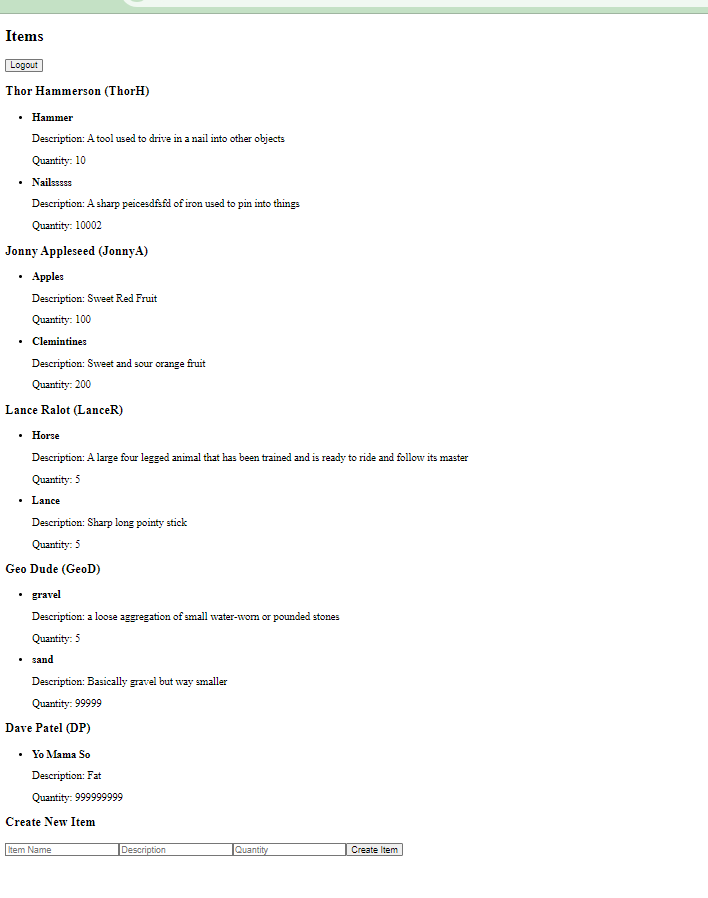 Items
Logout
Thor Hammerson (ThorH)
Hammer
Description: A tool used to drive in a nail into other objects
Quantity: 10
Nailsssss
Description: A sharp peicesdfsfd of iron used to pin into things
Quantity: 10002
Jonny Appleseed (JonnyA)
Apples
Description: Sweet Red Fruit
Quantity: 100
Clemintines
Description: Sweet and sour orange fruit
Quantity: 200
Lance Ralot (LanceR)
Horse
Description: A large four legged animal that has been trained and is ready to ride and follow its master
Quantity: 5
Lance
Description: Sharp long pointy stick
Quantity: 5
Geo Dude (GeoD)
gravel
Description: a loose aggregation of small water-worn or pounded stones
Quantity: 5
sand
Description: Basically gravel but way smaller
Quantity: 99999
Dave Patel (DP)
Yo Mama So
Description: Fat
Quantity: 999999999
Create New Item
Item Name Description Quantity Create Item